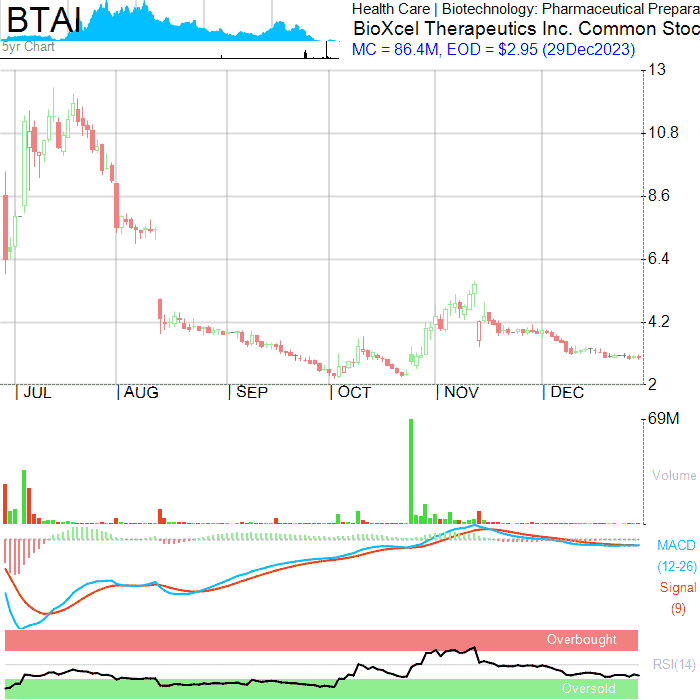 BTAI
5yr Chart
Health Care | Biotechnology: Pharmaceutical Prepara
BioXcel Therapeutics Inc. Common Stoc
MC = 86.4M, EOD = $2.95 (29Dec2023)
13
10.8
8.6
6.4
4.2
2
|JUL |AUG |SEP |OCT |NOV |DEC
69M
Volume
MACD
(12-26)
Signal
(9)
Overbought
RSI(14)
Oversold